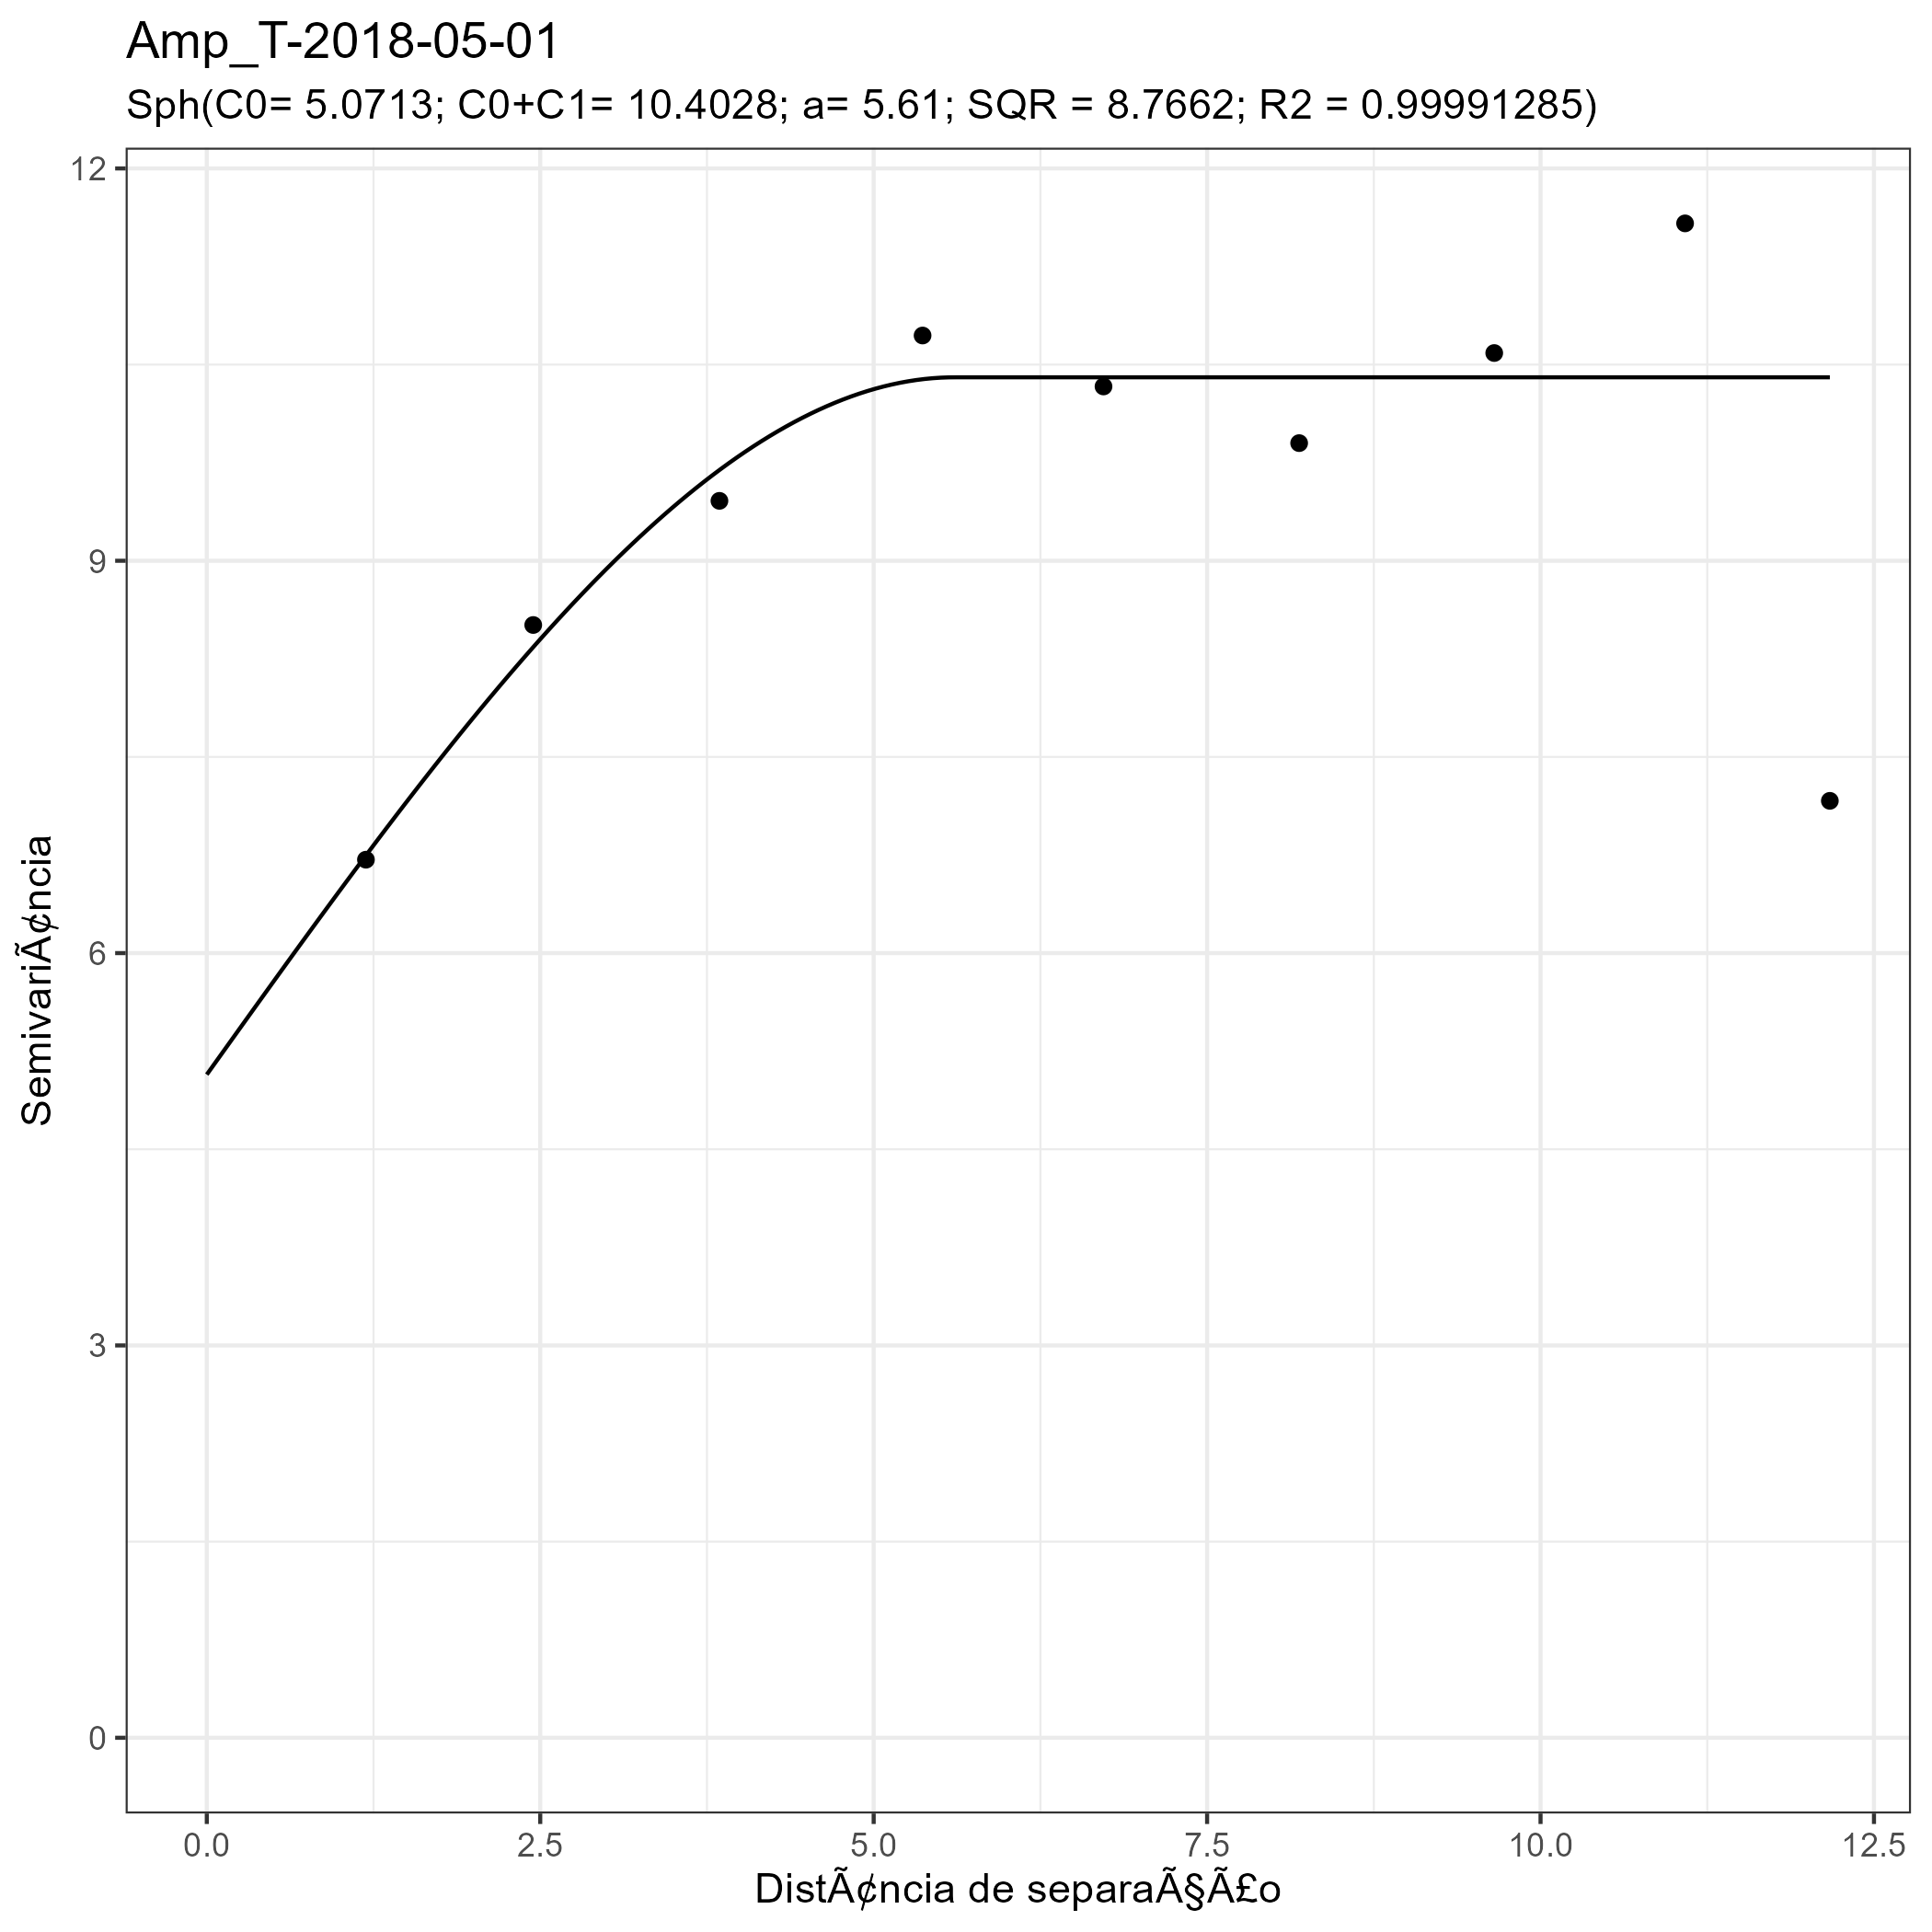 Amp_T-2018-05-01
Sph(C0= 5.0713; C0+C1= 10.4028; a= 5.61; SQR = 8.7662; R2 = 0.99991285)
12
9
6
3
0
SemivariÃ¢ncia
0.0 2.5 5.0 7.5 10.0 12.5
DistÃ¢ncia de separaÃ§Ã£o